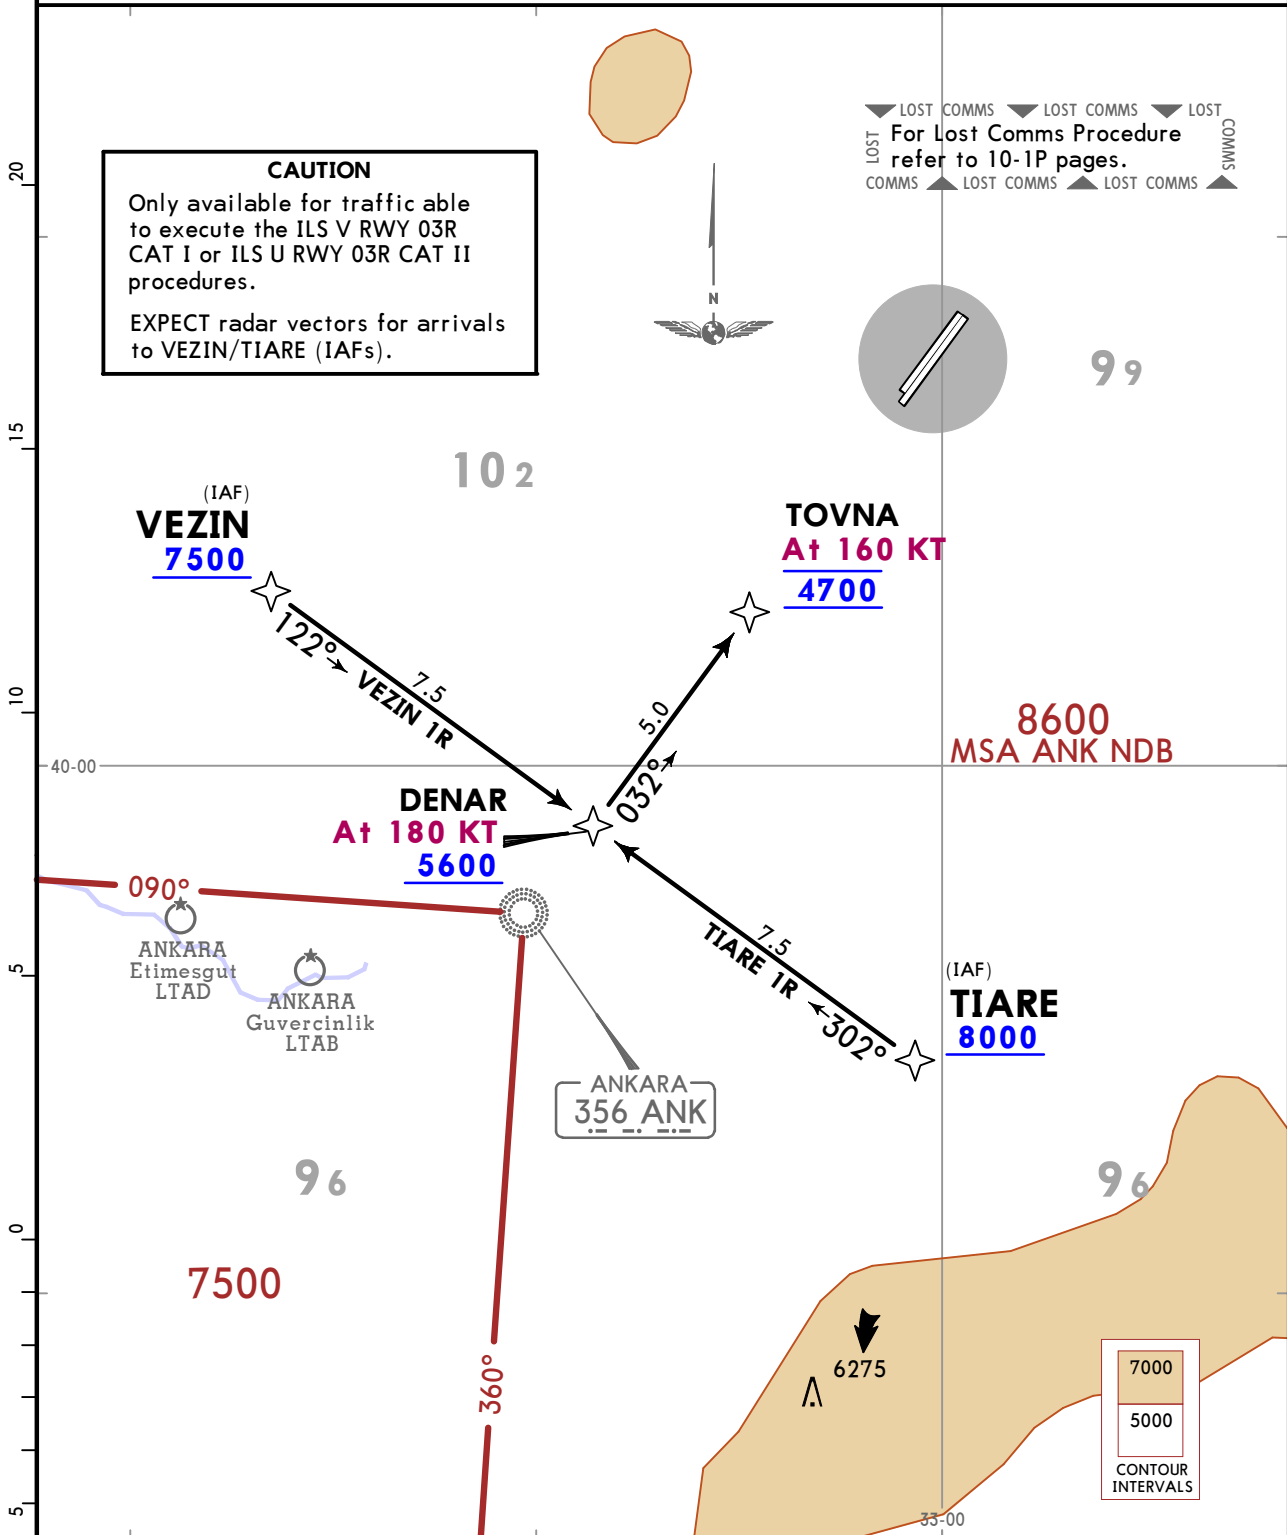 LOST COMMS LOST COMMS LOST
LOST
COMMS
For Lost Comms Procedure
refer to 10-1P pages.
COMMS LOST COMMS LOST COMMS
20
CAUTION
Only available for traffic able
to execute the ILS V RWY 03R
CAT I or ILS U RWY 03R CAT II
procedures.
EXPECT radar vectors for arrivals
to VEZIN/TIARE (IAFs).
N
99
15
102
(IAF)
VEZIN
7500
TOVNA
At 160 KT
4700
122°
7.5
VEZIN 1R
5.0
032°
10
8600
MSA ANK NDB
40-00
DENAR
At 180 KT
5600
090°
ANKARA
Etimesgut
LTAD
ANKARA
Guvercinlik
LTAB
7.5
TIARE 1R
302°
5
(IAF)
TIARE
8000
ANKARA
356 ANK
96
96
0
7500
360°
6275
7000
5000
CONTOUR
INTERVALS
5
33-00